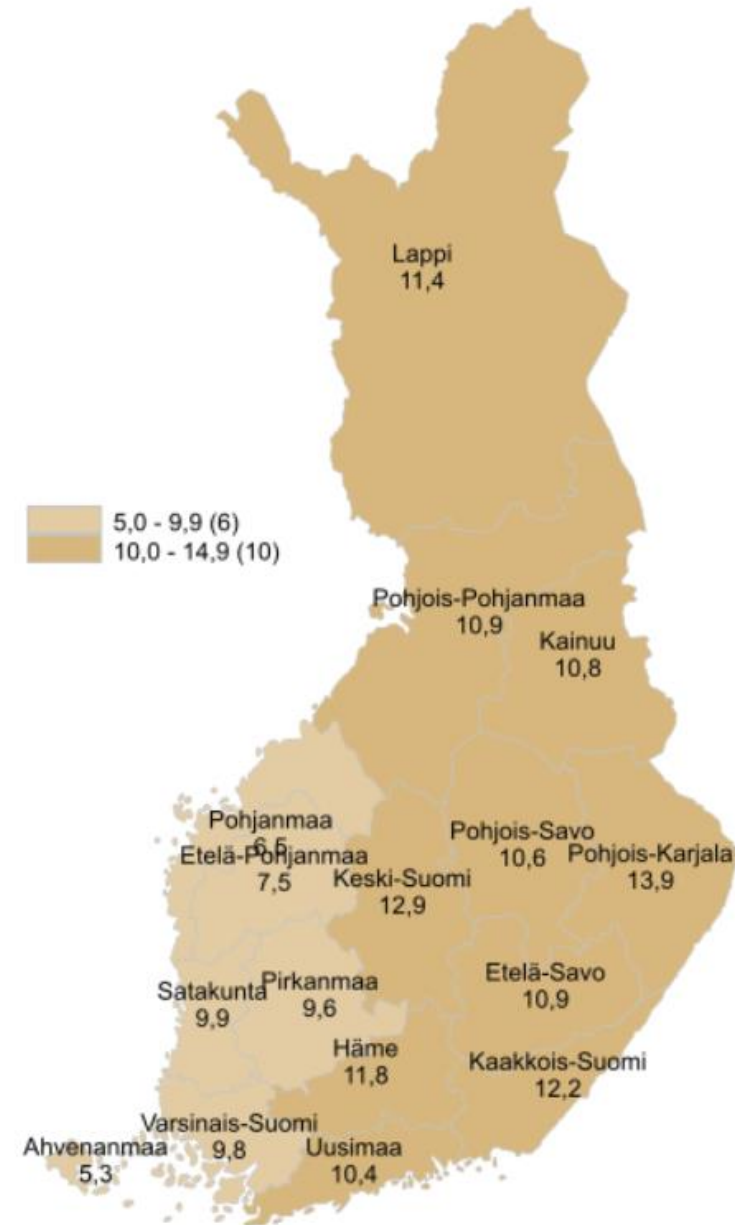 Lappi
11,4
5,0 - 9,9 (6)
10,0 - 14,9 (10)
Pohjois-Pohjanmaa
10,9
Kainuu
10,8
Pohjanmaa
6,5
Etelä-Pohjanmaa
7,5
Keski-Suomi
12,9
Pohjois-Savo
10,6
Pohjois-Karjala
13,9
Satakunta
9,9
Pirkanmaa
9,6
Etelä-Savo
10,9
Häme
11,8
Kaakkois-Suomi
12,2
Varsinais-Suomi
9,8
Ahvenanmaa
5,3
Uusimaa
10,4